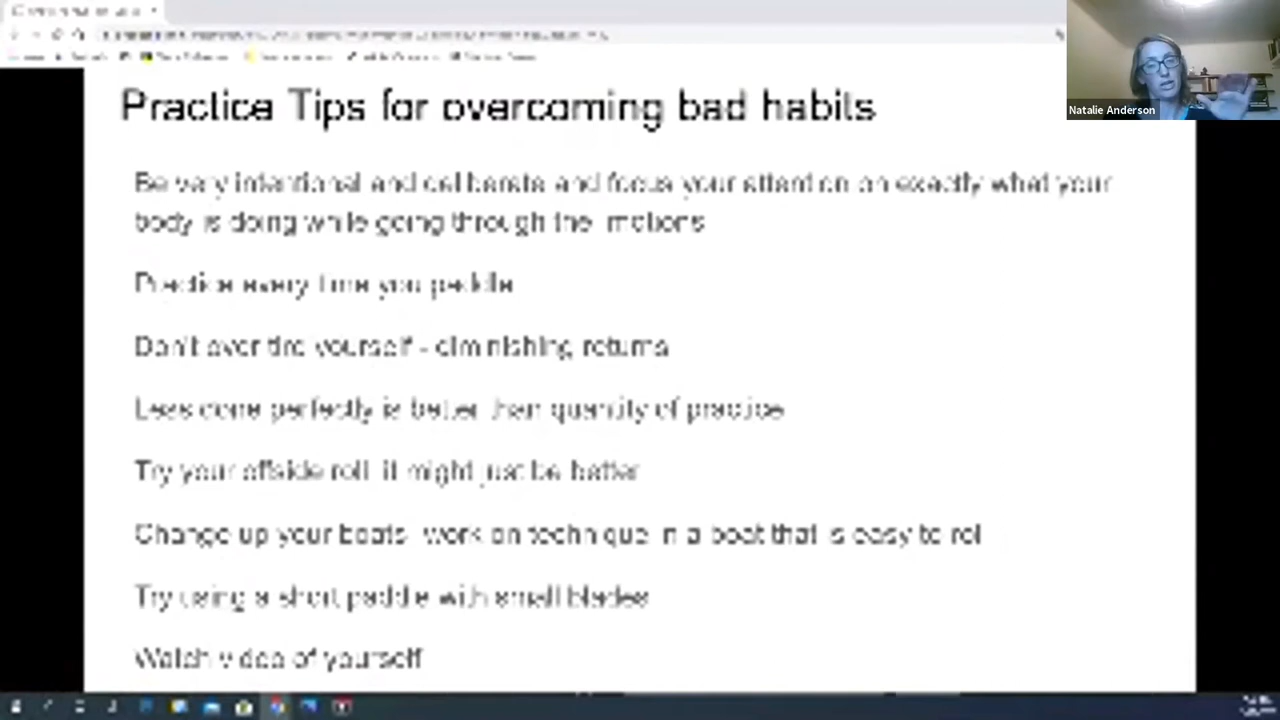 Natalie Anderson
Practice Tips for overcoming bad habits
Be very intentional and deliberate and focus your attention on exactly what your
body is doing while going through the motions
Practice every time you paddle
Don't over tire yourself - diminishing returns
Less done perfectly is better than quantity of practice
Try your offside roll it might just be better
Change up your boats work on technique in a boat that is easy to roll
Try using a short paddle with small blades
Watch video of yourself